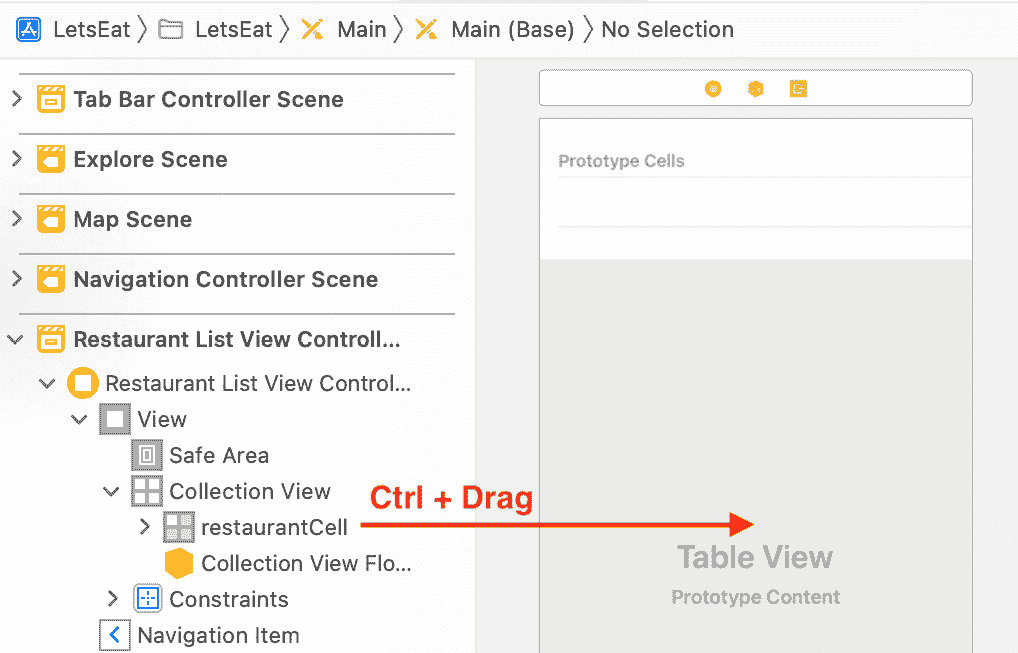 LetsEat LetsEat Main Main (Base) No Selection
Tab Bar Controller Scene
Explore Scene
Map Scene
Navigation Controller Scene
Restaurant List View Controll...
Restaurant List View Control...
View
Safe Area
Collection View
restaurantCell
Collection View Flo...
Constraints
Navigation Item
Ctrl + Drag
Prototype Cells
Table View
Prototype Content